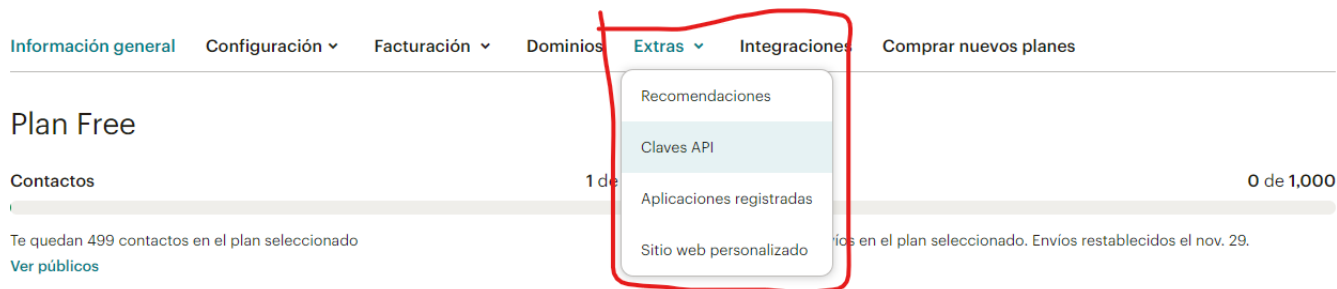 Información general Configuración Facturación Dominios Extras Integraciones Comprar nuevos planes
Recomendaciones
Plan Free
Claves API
Contactos 1 de 0 de 1,000
Aplicaciones registradas
Te quedan 499 contactos en el plan seleccionado en el plan seleccionado. Envíos restablecidos el nov. 29.
Sitio web personalizado
Ver públicos